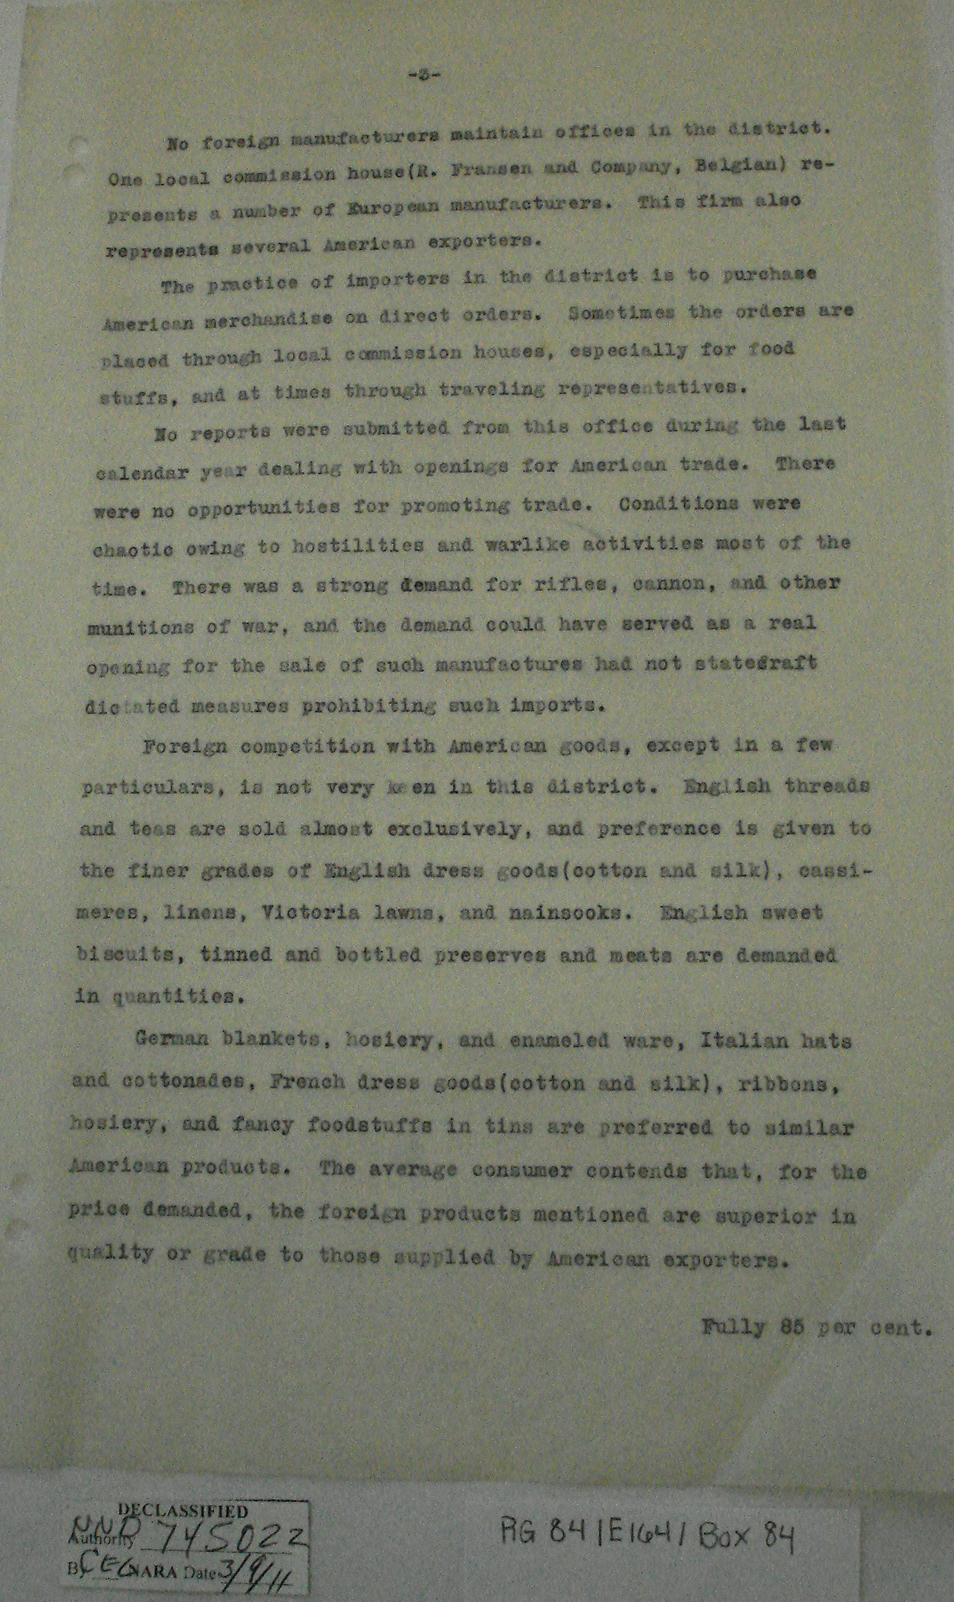 -3-
No foreign manufacturers maintain offices in the district.
One local commission house(R. Fransen and Company, Belgian) re-
presents a number of European manufacturers. This firm also
represents several American exporters.
The practice of importers in the district is to purchase
American merchandise on direct orders. Sometimes the orders are
placed through local commission houses, especially for food
stuffs, and at times through traveling representatives.
No reports were submitted from this office during the last
calendar year dealing with openings for American trade. There
were no opportunities for promoting trade. Conditions were
chaotic owing to hostilities and warlike activities most of the
time. There was a strong demand for rifles, cannon, and other
munitions of war, and the demand could have served as a real
opening for the sale of such manufactures had not statecraft
dictated measures prohibiting such imports.
Foreign competition with American goods, except in a few
particulars, is not very keen in this district. English threads
and teas are sold almost exclusively, and preference is given to
the finer grades of English dress goods(cotton and silk), cassi-
meres, linens, Victoria lawns, and nainsooks. English sweet
biscuits, tinned and bottled preserves and meats are demanded
in quantities.
German blankets, hosiery, and enameled ware, Italian hats
and cottonades, French dress goods(cotton and silk), ribbons,
hosiery, and fancy foodstuffs in tins are preferred to similar
American products. The average consumer contends that, for the
price demanded, the foreign products mentioned are superior in
quality or grade to those supplied by American exporters.
Fully 85 per cent.
DECLASSIFIED
Authority NND 745022
By CEG NARA Date 3/9/11
RG 84/E164/Box 84